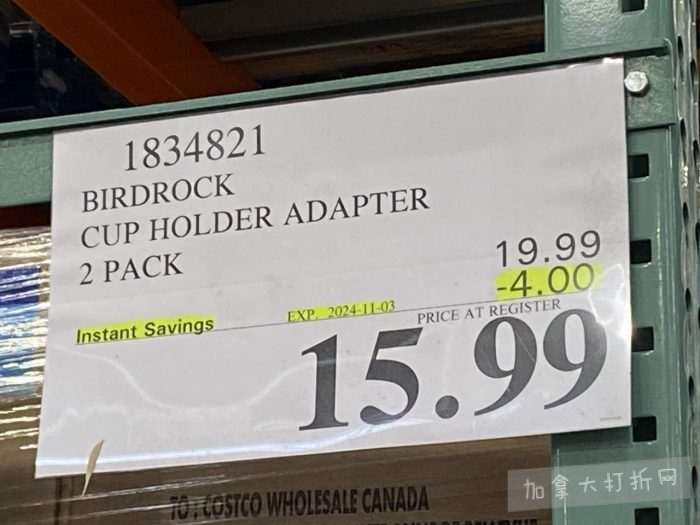 1834821
BIRDROCK
CUP HOLDER ADAPTER
2 PACK
19.99
-4.00
Instant Savings
EXP. 2024-11-03
PRICE AT REGISTER
15.99
TO : COSTCO WHOLESALE CANADA
加拿大打折网